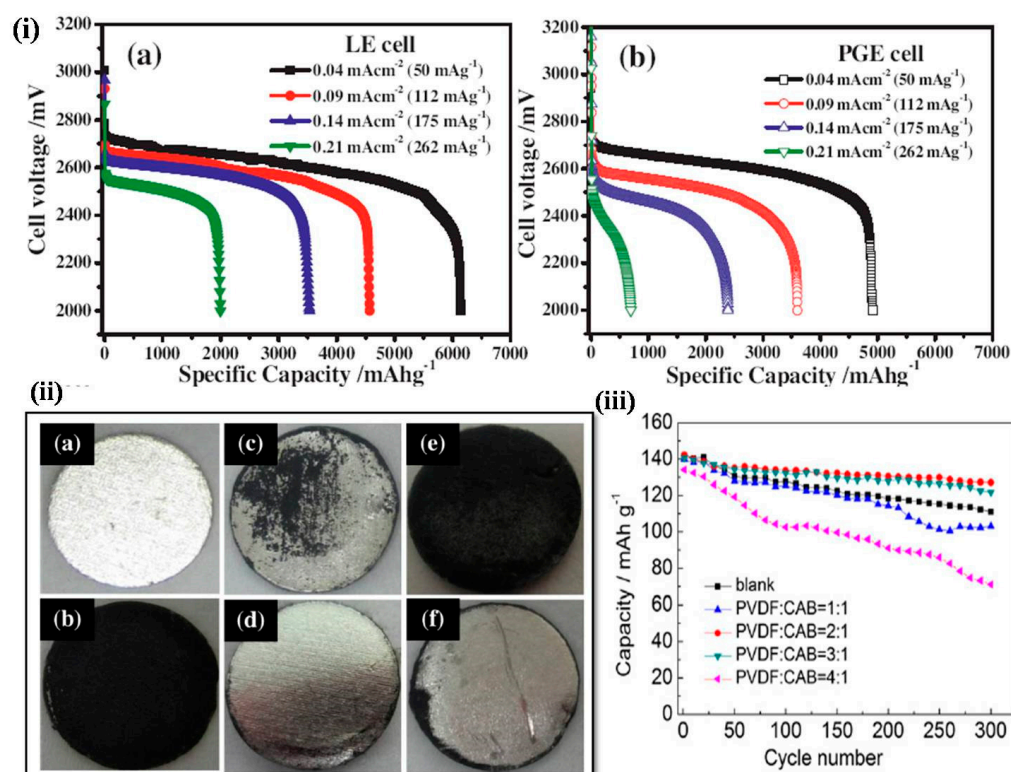 (i)
(a)
LE cell
0.04 mAcm⁻² (50 mAg⁻¹)
0.09 mAcm⁻² (112 mAg⁻¹)
0.14 mAcm⁻² (175 mAg⁻¹)
0.21 mAcm⁻² (262 mAg⁻¹)
Cell voltage /mV
3200
3000
2800
2600
2400
2200
2000
0 1000 2000 3000 4000 5000 6000 7000
Specific Capacity /mAhg⁻¹
(b)
PGE cell
0.04 mAcm⁻² (50 mAg⁻¹)
0.09 mAcm⁻² (112 mAg⁻¹)
0.14 mAcm⁻² (175 mAg⁻¹)
0.21 mAcm⁻² (262 mAg⁻¹)
Cell voltage /mV
3200
3000
2800
2600
2400
2200
2000
0 1000 2000 3000 4000 5000 6000 7000
Specific Capacity /mAhg⁻¹
(ii)
(a) (c) (e)
(b) (d) (f)
(iii)
Capacity / mAh g⁻¹
160
140
120
100
80
60
40
20
0
blank
PVDF:CAB=1:1
PVDF:CAB=2:1
PVDF:CAB=3:1
PVDF:CAB=4:1
0 50 100 150 200 250 300
Cycle number